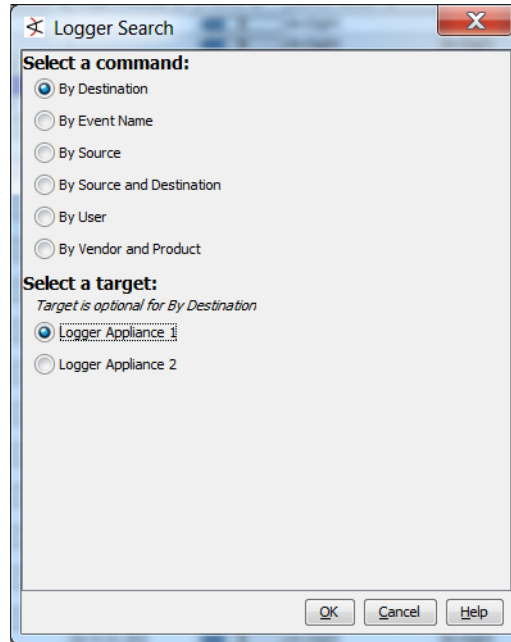 Logger Search
Select a command:
By Destination
By Event Name
By Source
By Source and Destination
By User
By Vendor and Product
Select a target:
Target is optional for By Destination
Logger Appliance 1
Logger Appliance 2
OK Cancel Help